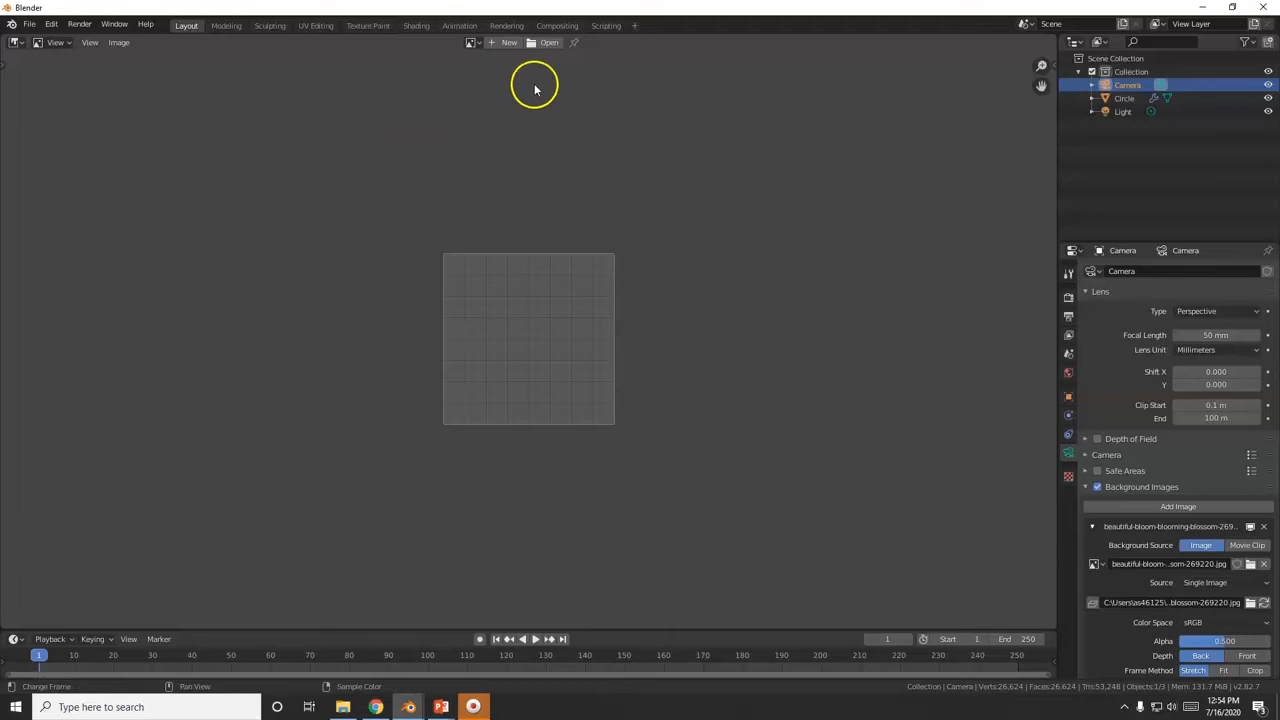 Blender
File Edit Render Window Help Layout Modeling Sculpting UV Editing Texture Paint Shading Animation Rendering Compositing Scripting + Scene View Layer
View View Image + New Open
Scene Collection
Collection
Camera
Circle
Light
Camera Camera
Camera
Lens
Type Perspective
Focal Length 50 mm
Lens Unit Millimeters
Shift X 0.000
Y 0.000
Clip Start 0.1 m
End 100 m
Depth of Field
Camera
Safe Areas
Background Images
Add Image
beautiful-bloom-blooming-blossom-269...
Background Source Image Movie Clip
beautiful-bloom-...som-269220.jpg
Source Single Image
C:\Users\as46125\...blossom-269220.jpg
Color Space sRGB
Alpha 0.500
Depth Back Front
Frame Method Stretch Fit Crop
Playback Keying View Marker 1 Start 1 End 250
1 10 20 30 40 50 60 70 80 90 100 110 120 130 140 150 160 170 180 190 200 210 220 230 240 250
Change Frame Pan View Sample Color Collection | Camera | Verts:26,624 | Faces:26,624 | Tris:53,248 | Objects:1/3 | Mem: 131.7 MiB | v2.82.7
Type here to search
12:54 PM
7/16/2020
3